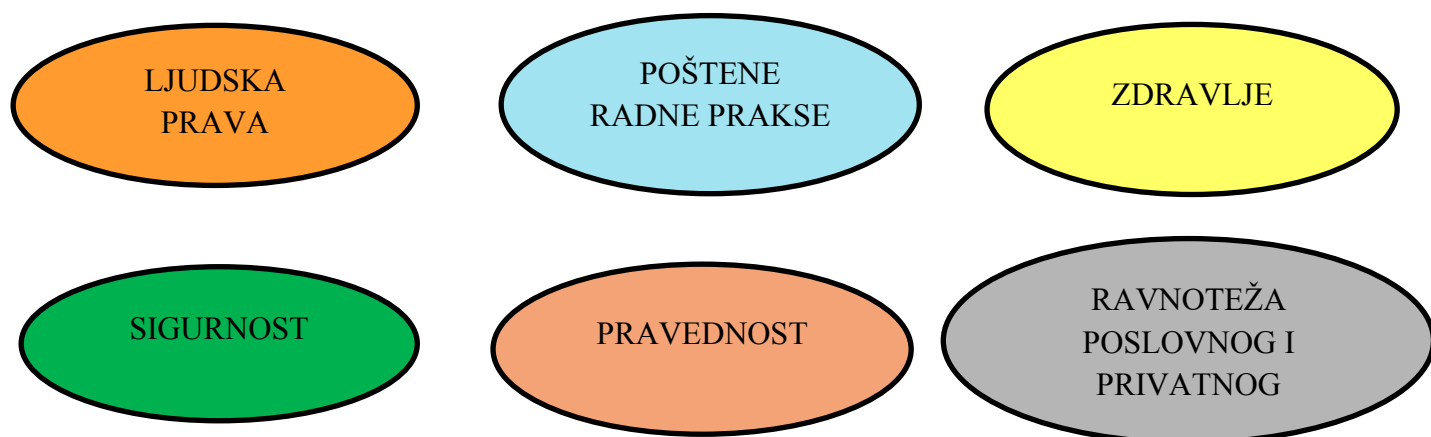 LJUDSKA
PRAVA
POŠTENE
RADNE PRAKSE
ZDRAVLJE
SIGURNOST
PRAVEDNOST
RAVNOTEŽA
POSLOVNOG I
PRIVATNOG